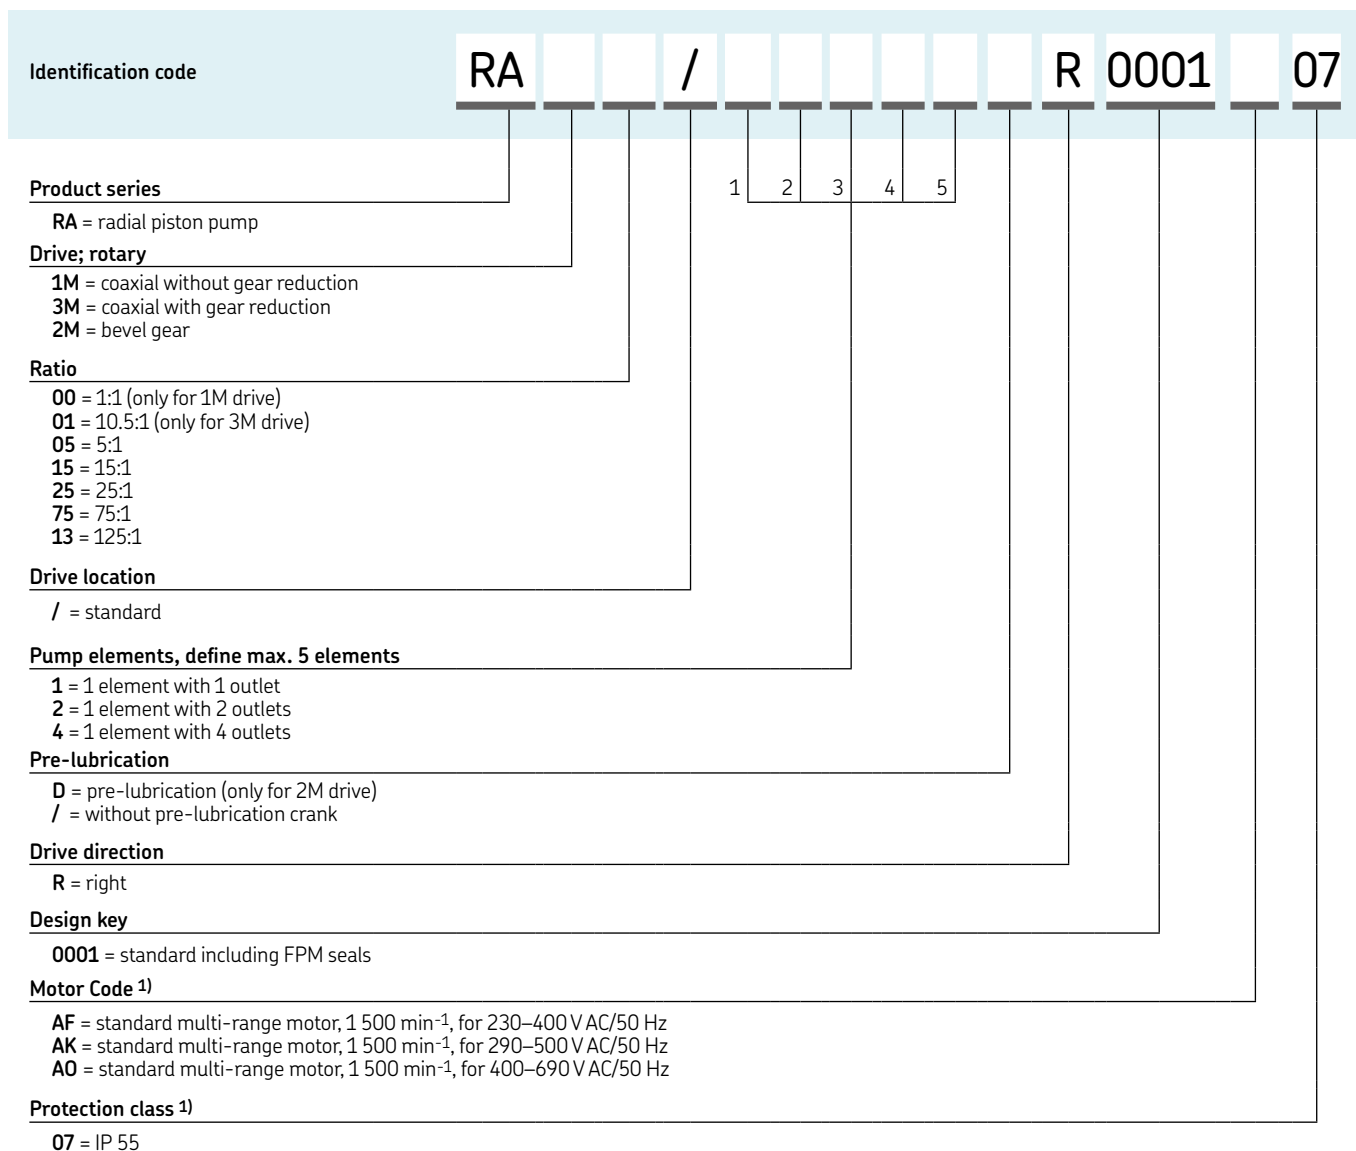 Identification code RA / R 0001 07
Product series 1 2 3 4 5
RA = radial piston pump
Drive; rotary
1M = coaxial without gear reduction
3M = coaxial with gear reduction
2M = bevel gear
Ratio
00 = 1:1 (only for 1M drive)
01 = 10.5:1 (only for 3M drive)
05 = 5:1
15 = 15:1
25 = 25:1
75 = 75:1
13 = 125:1
Drive location
/ = standard
Pump elements, define max. 5 elements
1 = 1 element with 1 outlet
2 = 1 element with 2 outlets
4 = 1 element with 4 outlets
Pre-lubrication
D = pre-lubrication (only for 2M drive)
/ = without pre-lubrication crank
Drive direction
R = right
Design key
0001 = standard including FPM seals
Motor Code 1)
AF = standard multi-range motor, 1 500 min-1, for 230–400 V AC/50 Hz
AK = standard multi-range motor, 1 500 min-1, for 290–500 V AC/50 Hz
AO = standard multi-range motor, 1 500 min-1, for 400–690 V AC/50 Hz
Protection class 1)
07 = IP 55